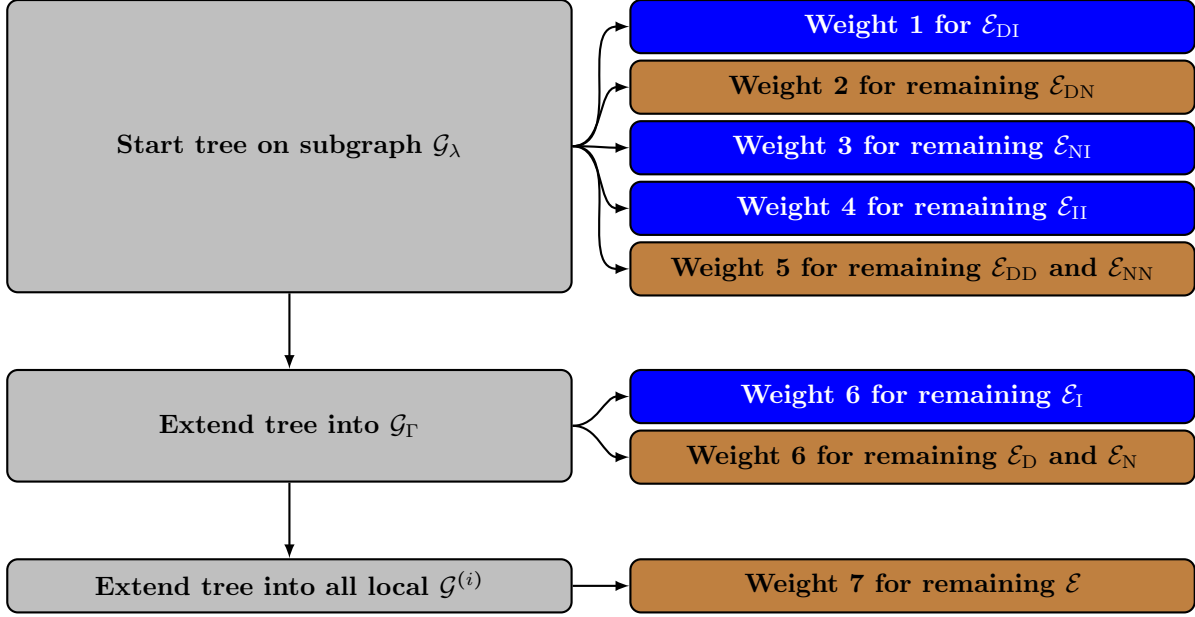 Start tree on subgraph 𝒢_λ
Weight 1 for ℰ_DI
Weight 2 for remaining ℰ_DN
Weight 3 for remaining ℰ_NI
Weight 4 for remaining ℰ_II
Weight 5 for remaining ℰ_DD and ℰ_NN
Extend tree into 𝒢_Γ
Weight 6 for remaining ℰ_I
Weight 6 for remaining ℰ_D and ℰ_N
Extend tree into all local 𝒢^(i)
Weight 7 for remaining ℰ